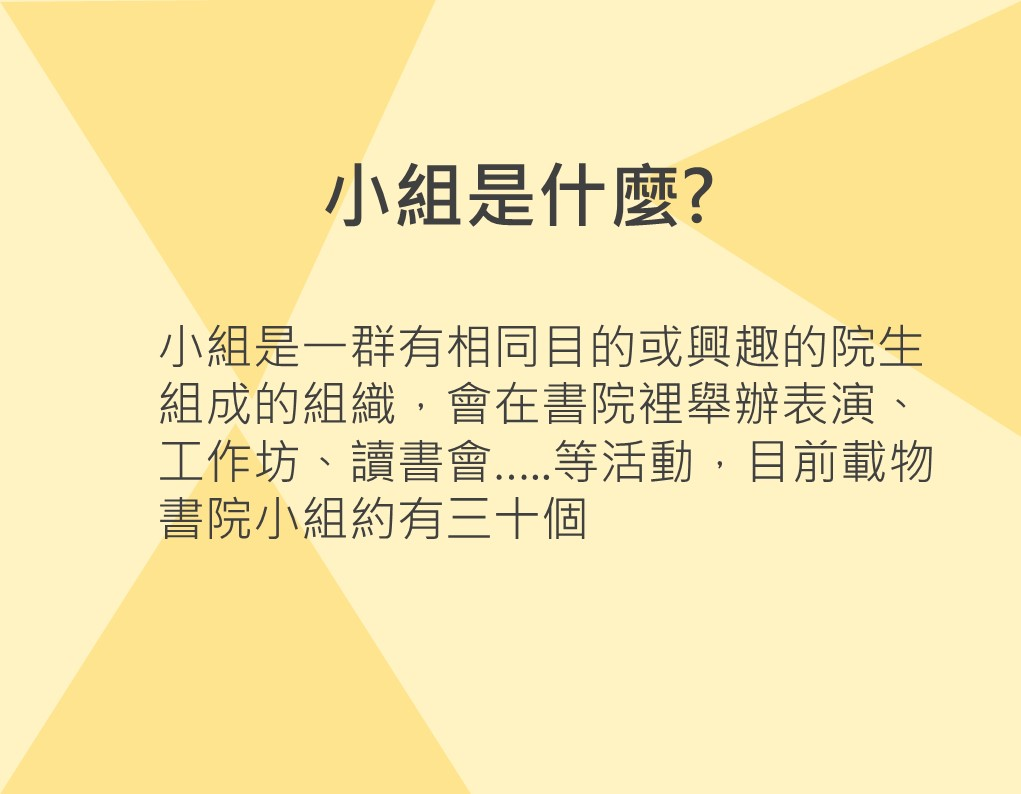 小組是什麼?
小組是一群有相同目的或興趣的院生
組成的組織，會在書院裡舉辦表演、
工作坊、讀書會.....等活動，目前載物
書院小組約有三十個